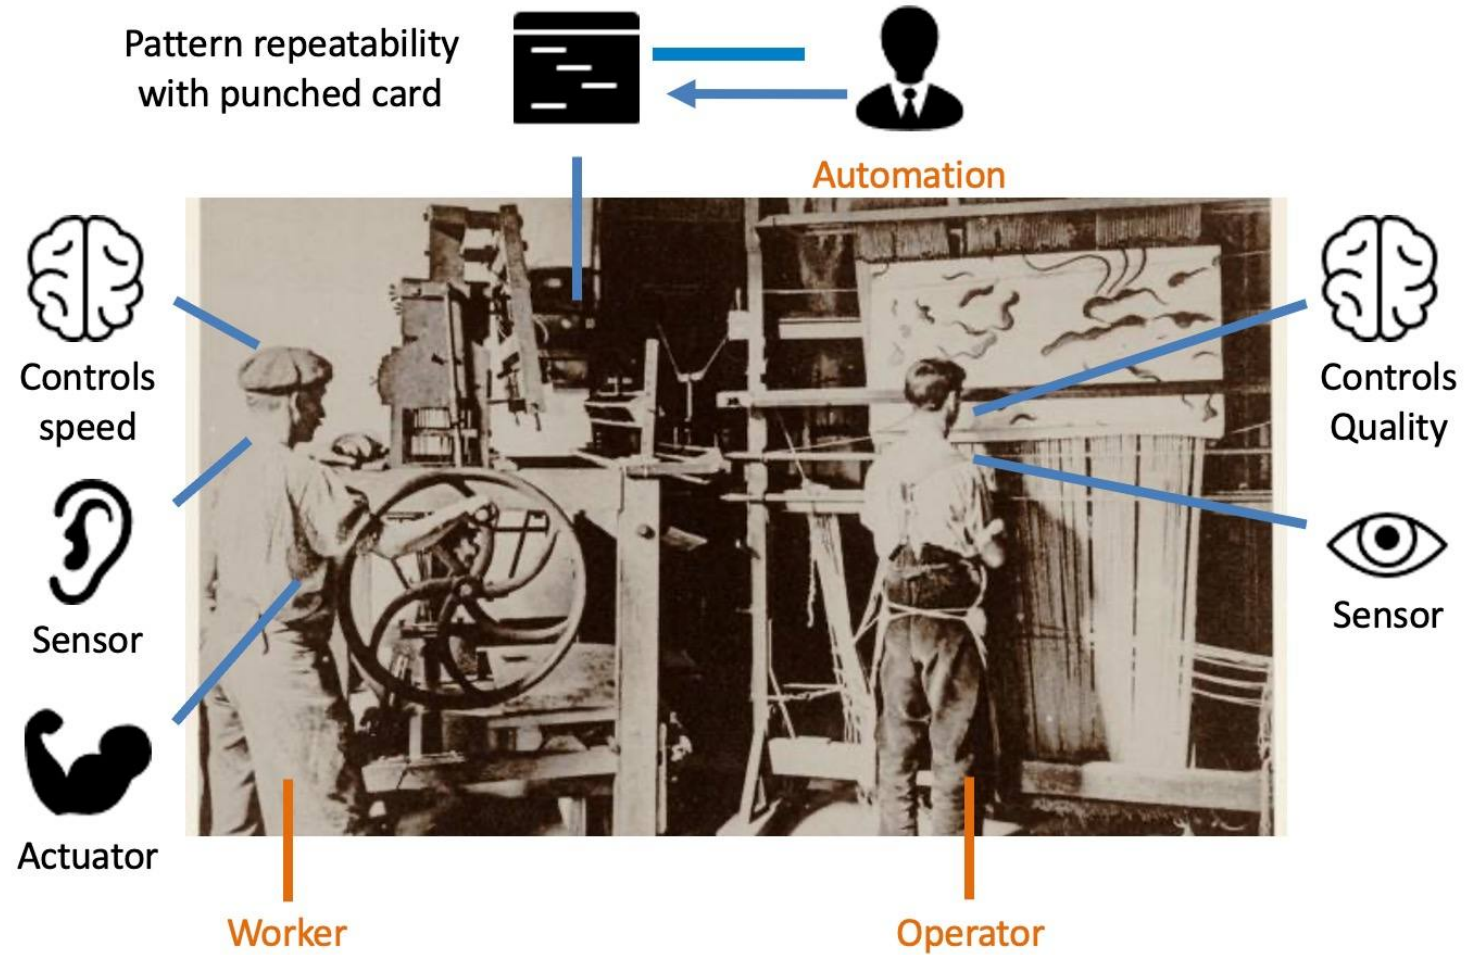 Pattern repeatability
with punched card
Automation
Controls
speed
Sensor
Actuator
Controls
Quality
Sensor
Worker
Operator